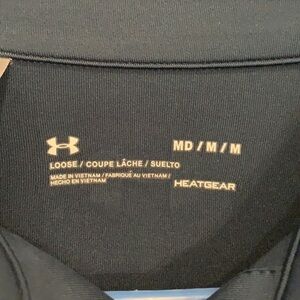 MD / M / M
LOOSE / COUPE LÂCHE / SUELTO
MADE IN VIETNAM / FABRIQUÉ AU VIETNAM /
HECHO EN VIETNAM
HEATGEAR